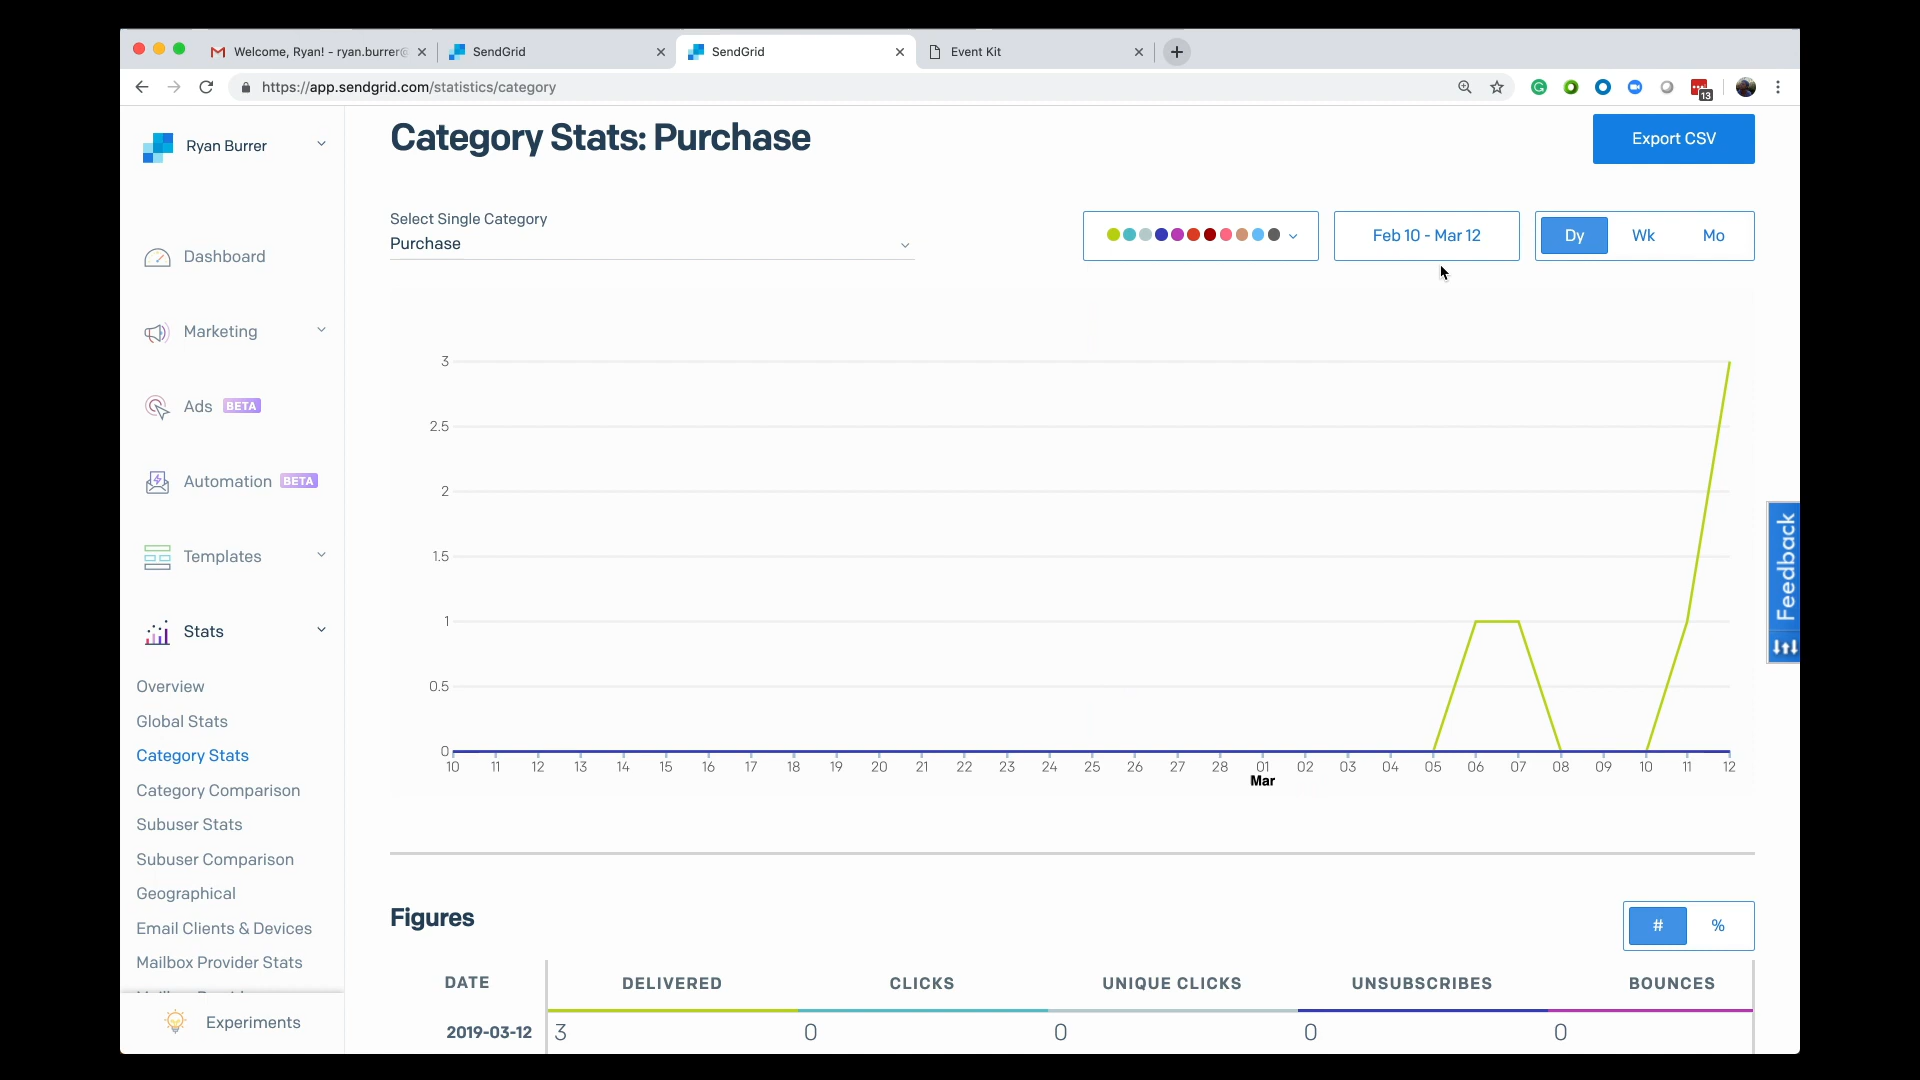 Welcome, Ryan! - ryan.burrer@
SendGrid
SendGrid
Event Kit
https://app.sendgrid.com/statistics/category
13
Ryan Burrer
Category Stats: Purchase
Export CSV
Select Single Category
Purchase
Feb 10 - Mar 12
Dy Wk Mo
Dashboard
Marketing
Ads BETA
Automation BETA
Templates
Stats
Overview
Global Stats
Category Stats
Category Comparison
Subuser Stats
Subuser Comparison
Geographical
Email Clients & Devices
Mailbox Provider Stats
Experiments
3
2.5
2
1.5
1
0.5
0
10 11 12 13 14 15 16 17 18 19 20 21 22 23 24 25 26 27 28 01 02 03 04 05 06 07 08 09 10 11 12
Mar
Feedback
Figures
# %
DATE DELIVERED CLICKS UNIQUE CLICKS UNSUBSCRIBES BOUNCES
2019-03-12 3 0 0 0 0